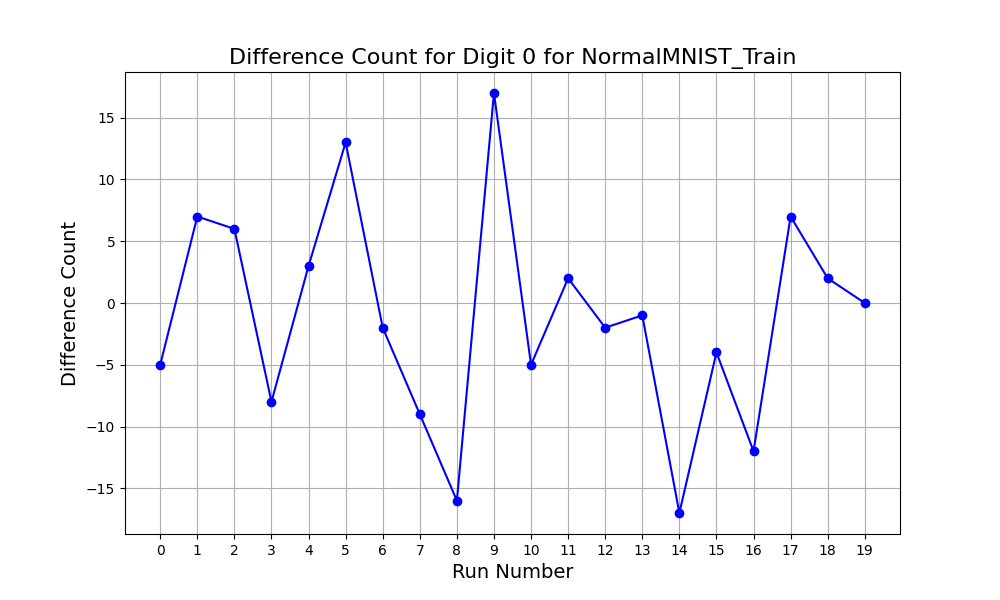 Difference Count for Digit 0 for NormalMNIST_Train
Difference Count
15
10
5
0
−5
−10
−15
0 1 2 3 4 5 6 7 8 9 10 11 12 13 14 15 16 17 18 19
Run Number